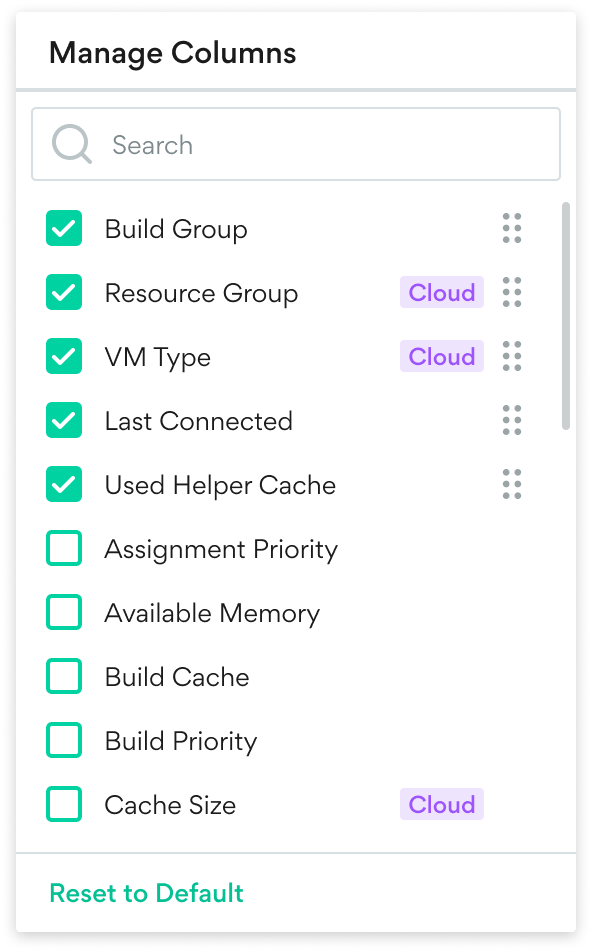 Manage Columns
Search
Build Group
Resource Group Cloud
VM Type Cloud
Last Connected
Used Helper Cache
Assignment Priority
Available Memory
Build Cache
Build Priority
Cache Size Cloud
Reset to Default